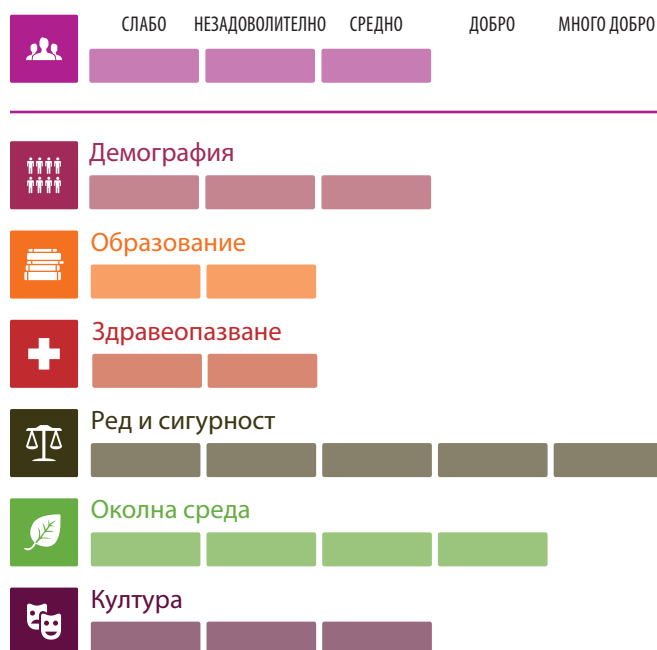 СЛАБО НЕЗАДОВОЛИТЕЛНО СРЕДНО ДОБРО МНОГО ДОБРО
Демография
Образование
Здравеопазване
Ред и сигурност
Околна среда
Култура